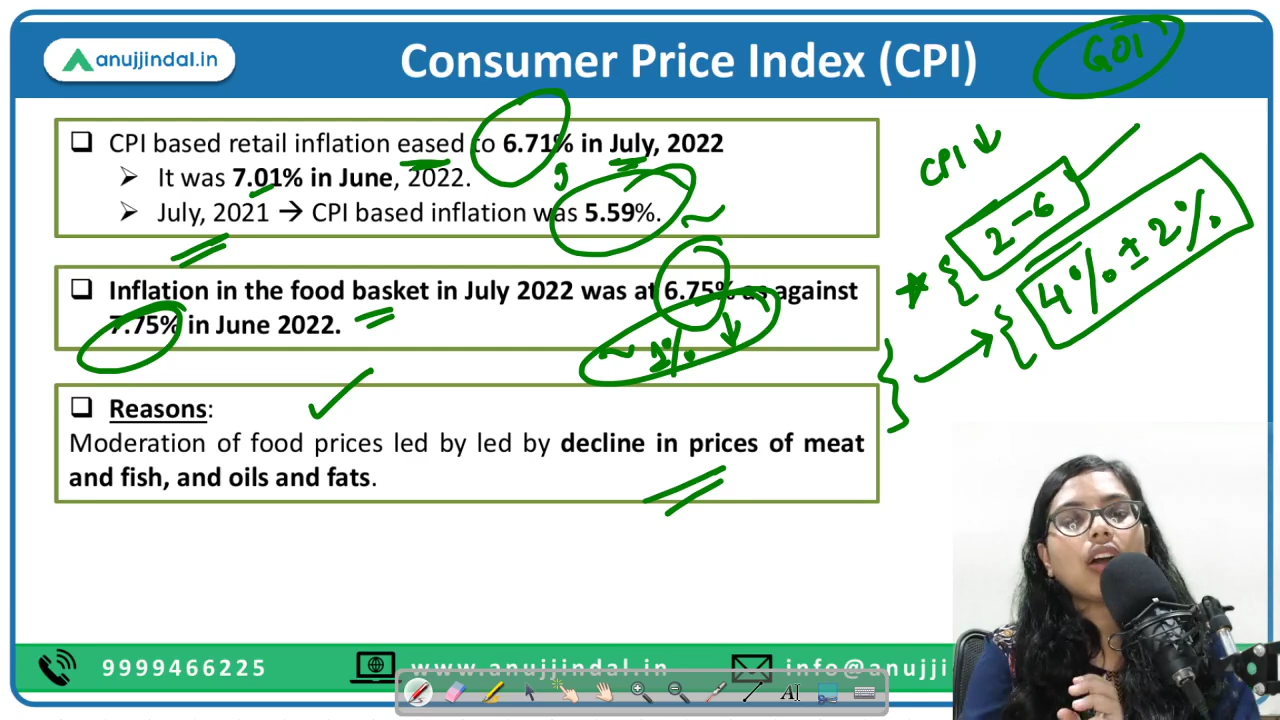 anujjindal.in
Consumer Price Index (CPI)
GOI
❑ CPI based retail inflation eased to 6.71% in July, 2022
➢ It was 7.01% in June, 2022.
➢ July, 2021 → CPI based inflation was 5.59%.
CPI ↓
2-6
4% ± 2%
❑ Inflation in the food basket in July 2022 was at 6.75% as against
7.75% in June 2022.
~ 1% ↓
❑ Reasons:
Moderation of food prices led by led by decline in prices of meat
and fish, and oils and fats.
9999466225
www.anujjindal.in
info@anujji